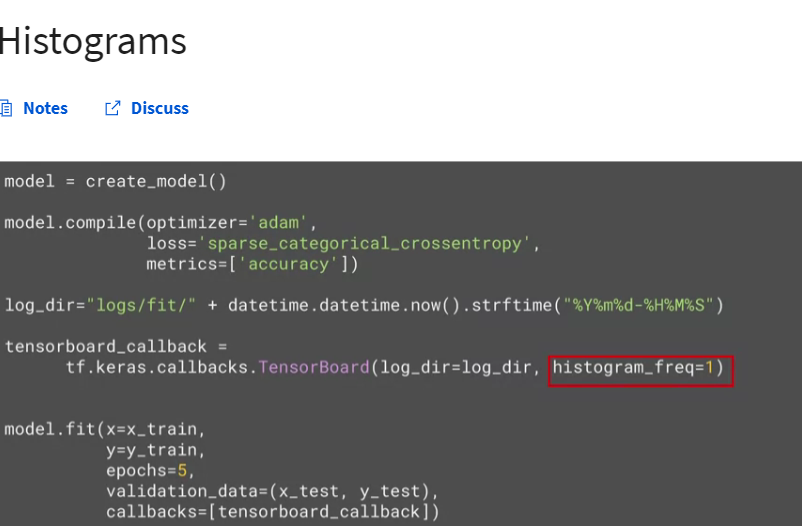 Histograms
Notes Discuss
model = create_model()
model.compile(optimizer='adam',
loss='sparse_categorical_crossentropy',
metrics=['accuracy'])
log_dir="logs/fit/" + datetime.datetime.now().strftime("%Y%m%d-%H%M%S")
tensorboard_callback =
tf.keras.callbacks.TensorBoard(log_dir=log_dir, histogram_freq=1)
model.fit(x=x_train,
y=y_train,
epochs=5,
validation_data=(x_test, y_test),
callbacks=[tensorboard_callback])